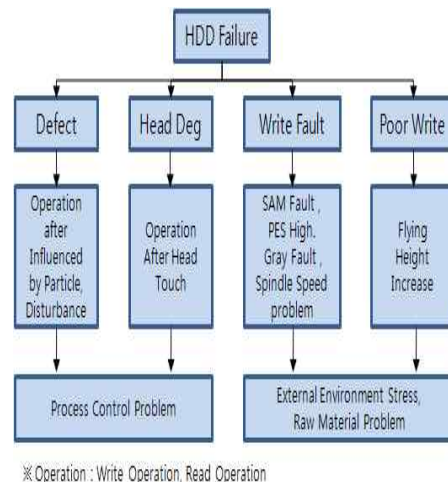 HDD Failure
Defect
Head Deg
Write Fault
Poor Write
Operation
after
Influenced
by Particle,
Disturbance
Operation
After Head
Touch
SAM Fault ,
PES High.
Gray Fault ,
Spindle Speed
problem
Flying
Height
Increase
Process Control Problem
External Environment Stress,
Raw Material Problem
※ Operation : Write Operation, Read Operation